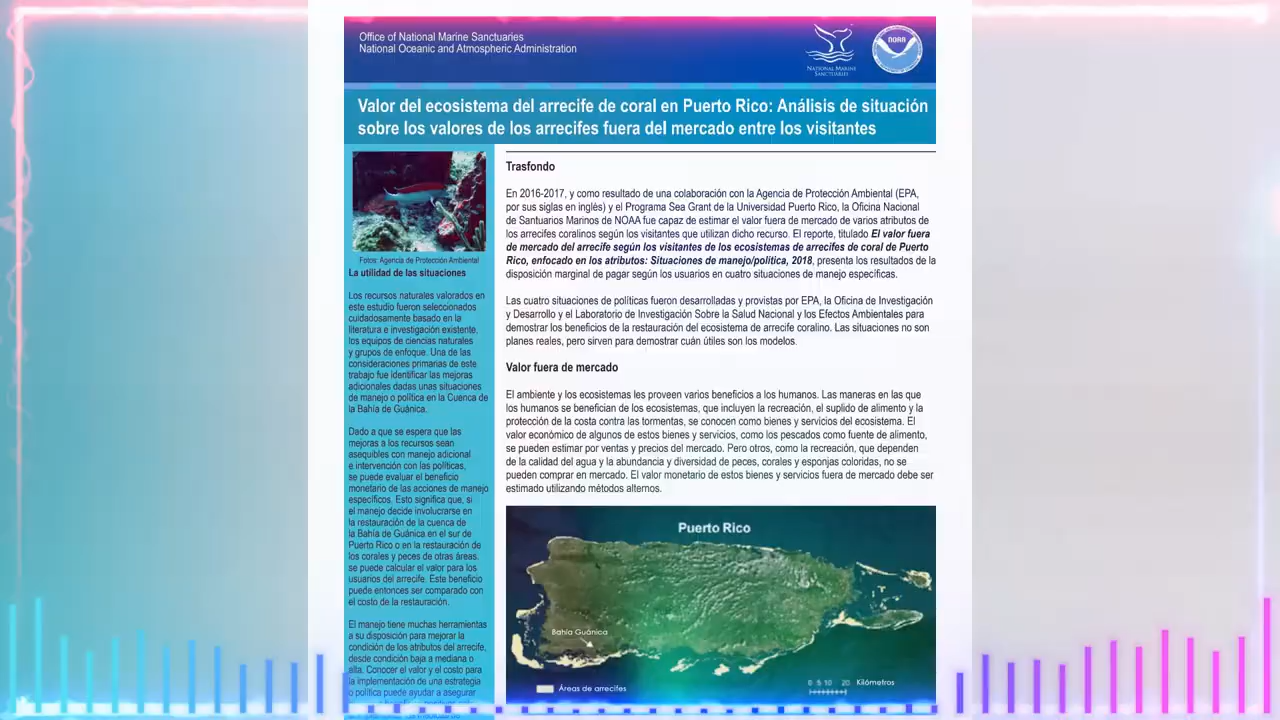 Office of National Marine Sanctuaries
National Oceanic and Atmospheric Administration
NATIONAL MARINE
SANCTUARIES
NOAA
Valor del ecosistema del arrecife de coral en Puerto Rico: Análisis de situación
sobre los valores de los arrecifes fuera del mercado entre los visitantes
Fotos: Agencia de Protección Ambiental
La utilidad de las situaciones
Los recursos naturales valorados en
este estudio fueron seleccionados
cuidadosamente basado en la
literatura e investigación existente,
los equipos de ciencias naturales
y grupos de enfoque. Una de las
consideraciones primarias de este
trabajo fue identificar las mejoras
adicionales dadas unas situaciones
de manejo o política en la Cuenca de
la Bahía de Guánica.
Dado a que se espera que las
mejoras a los recursos sean
asequibles con manejo adicional
e intervención con las políticas,
se puede evaluar el beneficio
monetario de las acciones de manejo
específicos. Esto significa que, si
el manejo decide involucrarse en
la restauración de la cuenca de
la Bahía de Guánica en el sur de
Puerto Rico o en la restauración de
los corales y peces de otras áreas,
se puede calcular el valor para los
usuarios del arrecife. Este beneficio
puede entonces ser comparado con
el costo de la restauración.
El manejo tiene muchas herramientas
a su disposición para mejorar la
condición de los atributos del arrecife,
desde condición baja a mediana o
alta. Conocer el valor y el costo para
la implementación de una estrategia
o política puede ayudar a asegurar
Trasfondo
En 2016-2017, y como resultado de una colaboración con la Agencia de Protección Ambiental (EPA,
por sus siglas en inglés) y el Programa Sea Grant de la Universidad Puerto Rico, la Oficina Nacional
de Santuarios Marinos de NOAA fue capaz de estimar el valor fuera de mercado de varios atributos de
los arrecifes coralinos según los visitantes que utilizan dicho recurso. El reporte, titulado El valor fuera
de mercado del arrecife según los visitantes de los ecosistemas de arrecifes de coral de Puerto
Rico, enfocado en los atributos: Situaciones de manejo/política, 2018, presenta los resultados de la
disposición marginal de pagar según los usuarios en cuatro situaciones de manejo específicas.
Las cuatro situaciones de políticas fueron desarrolladas y provistas por EPA, la Oficina de Investigación
y Desarrollo y el Laboratorio de Investigación Sobre la Salud Nacional y los Efectos Ambientales para
demostrar los beneficios de la restauración del ecosistema de arrecife coralino. Las situaciones no son
planes reales, pero sirven para demostrar cuán útiles son los modelos.
Valor fuera de mercado
El ambiente y los ecosistemas les proveen varios beneficios a los humanos. Las maneras en las que
los humanos se benefician de los ecosistemas, que incluyen la recreación, el suplido de alimento y la
protección de la costa contra las tormentas, se conocen como bienes y servicios del ecosistema. El
valor económico de algunos de estos bienes y servicios, como los pescados como fuente de alimento,
se pueden estimar por ventas y precios del mercado. Pero otros, como la recreación, que dependen
de la calidad del agua y la abundancia y diversidad de peces, corales y esponjas coloridas, no se
pueden comprar en mercado. El valor monetario de estos bienes y servicios fuera de mercado debe ser
estimado utilizando métodos alternos.
Puerto Rico
Bahía Guánica
Áreas de arrecifes
0 5 10 20 Kilómetros